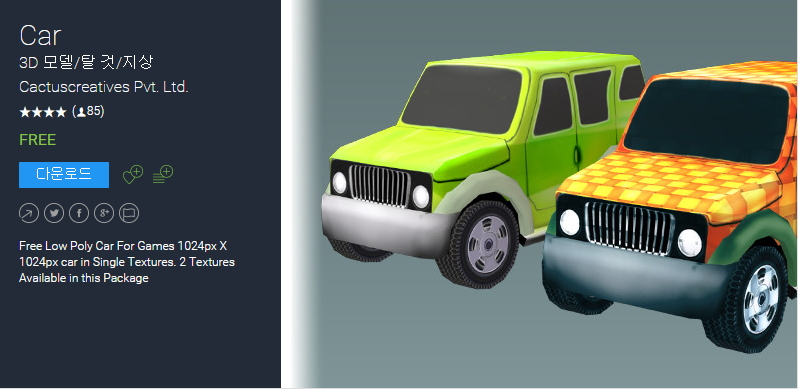 Car
3D 모델/탈 것/지상
Cactuscreatives Pvt. Ltd.
★★★★ (85)
FREE
다운로드
Free Low Poly Car For Games 1024px X
1024px car in Single Textures. 2 Textures
Available in this Package